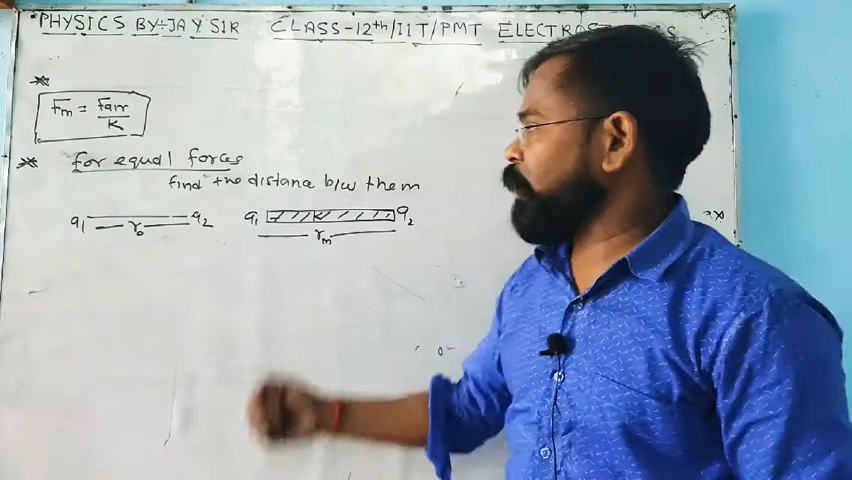 PHYSICS BY:-JAY SIR CLASS-12th/IIT/PMT ELECTROS
Fm = Fair/K
for equal forces
find the distance b/w them
q1 r0 q2 q1 K q2
rm